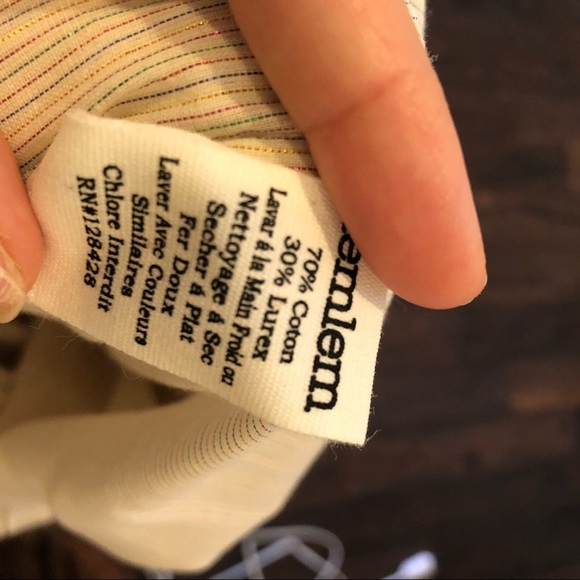 emlem
70% Coton
30% Lurex
Lavar á la Main Froid ou
Nettoyage á Sec
Secher á Plat
Fer Doux
Laver Avec Couleurs
Similaires
Chlore Interdit
RN#128428